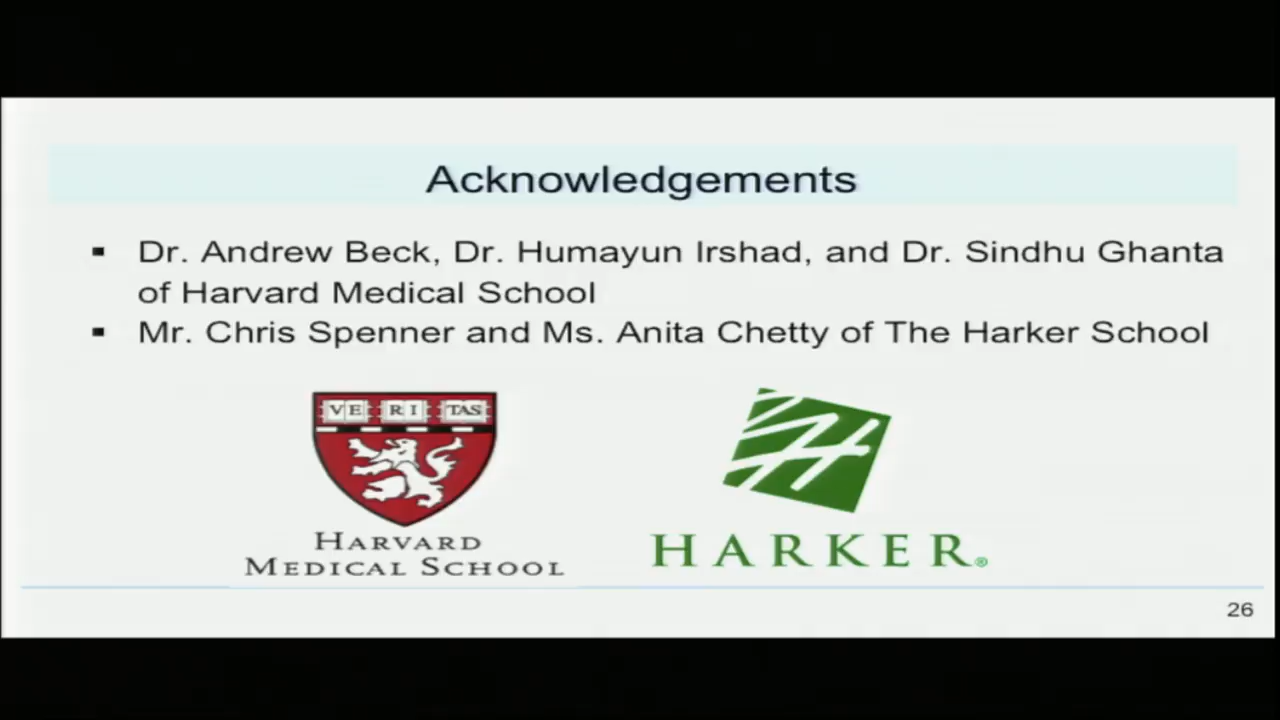 Acknowledgements
▪ Dr. Andrew Beck, Dr. Humayun Irshad, and Dr. Sindhu Ghanta
of Harvard Medical School
▪ Mr. Chris Spenner and Ms. Anita Chetty of The Harker School
VE RI TAS
HARVARD
MEDICAL SCHOOL
H
HARKER®
26